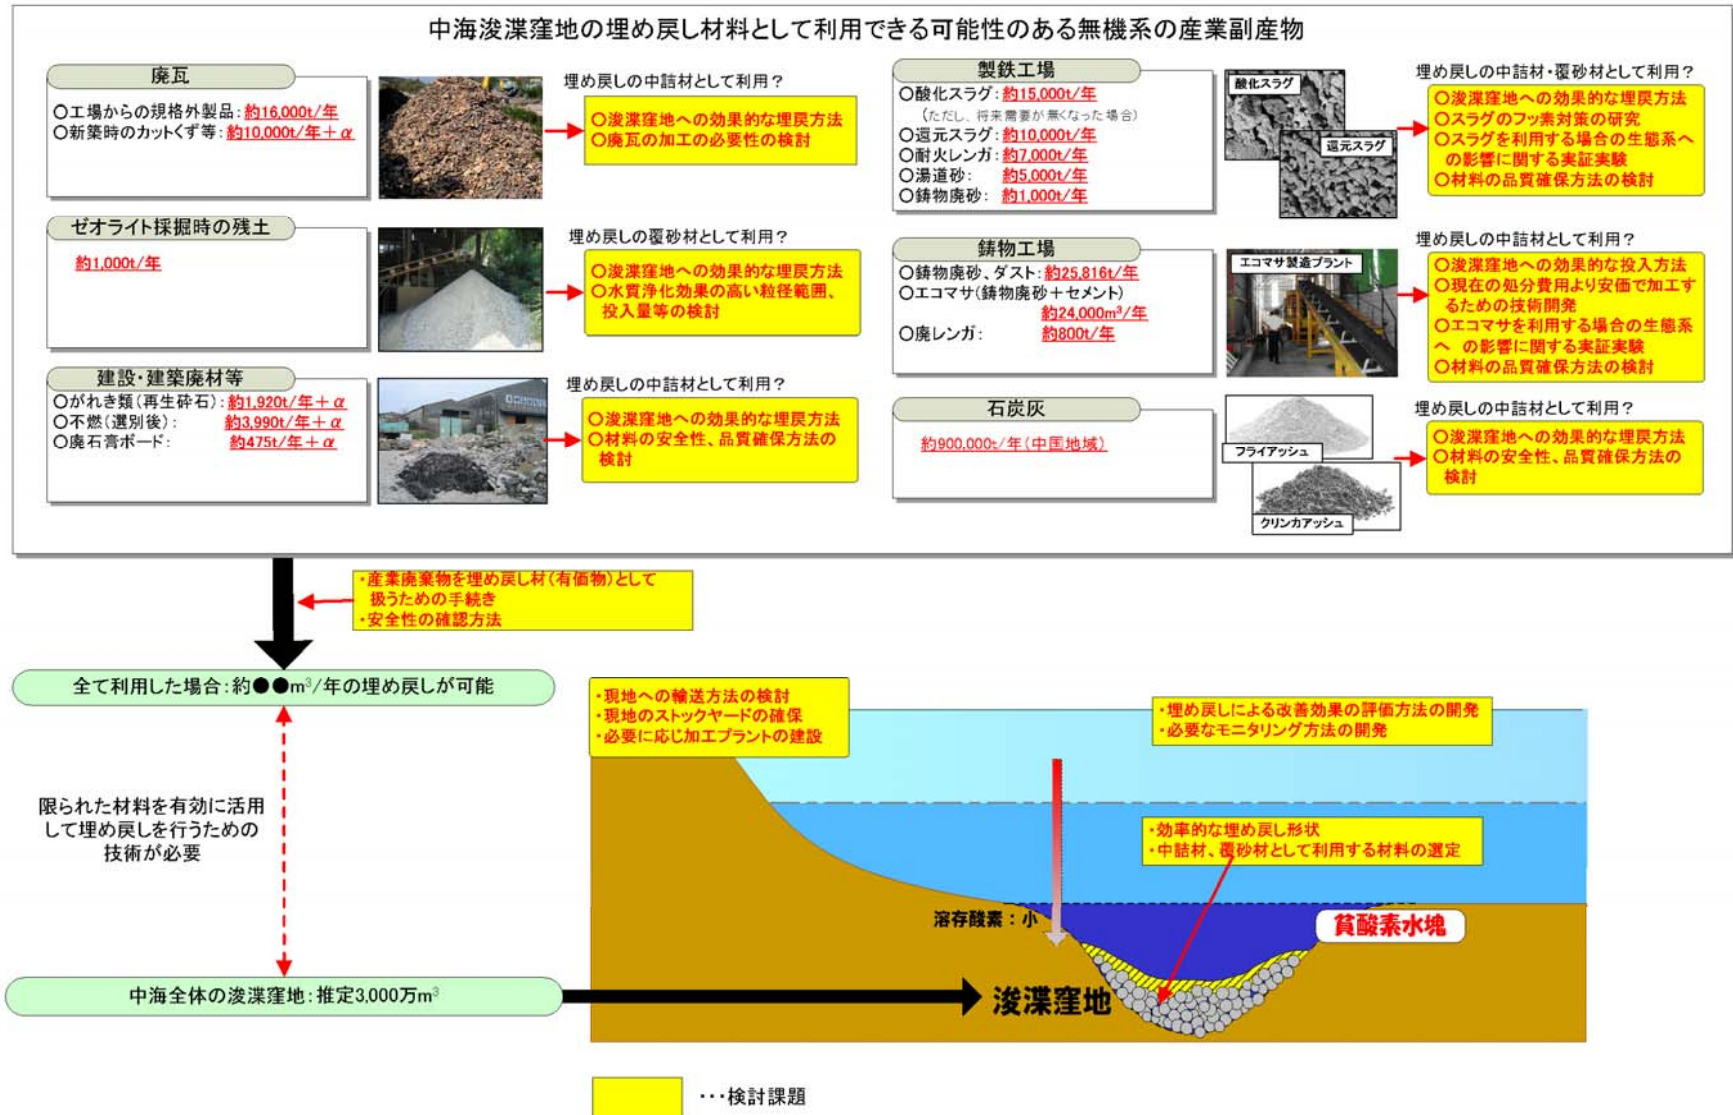 中海浚渫窪地の埋め戻し材料として利用できる可能性のある無機系の産業副産物
廃瓦
○工場からの規格外製品：約16,000t/年
○新築時のカットくず等：約10,000t/年＋α
埋め戻しの中詰材として利用？
○浚渫窪地への効果的な埋戻方法
○廃瓦の加工の必要性の検討
ゼオライト採掘時の残土
約1,000t/年
埋め戻しの覆砂材として利用？
○浚渫窪地への効果的な埋戻方法
○水質浄化効果の高い粒径範囲、
投入量等の検討
建設・建築廃材等
○がれき類（再生砕石）：約1,920t/年＋α
○不燃（選別後）：約3,990t/年＋α
○廃石膏ボード：約475t/年＋α
埋め戻しの中詰材として利用？
○浚渫窪地への効果的な埋戻方法
○材料の安全性、品質確保方法の
検討
製鉄工場
○酸化スラグ：約15,000t/年
（ただし、将来需要が無くなった場合）
○還元スラグ：約10,000t/年
○耐火レンガ：約7,000t/年
○湯道砂：約5,000t/年
○鋳物廃砂：約1,000t/年
酸化スラグ
還元スラグ
埋め戻しの中詰材・覆砂材として利用？
○浚渫窪地への効果的な埋戻方法
○スラグのフッ素対策の研究
○スラグを利用する場合の生態系へ
の影響に関する実証実験
○材料の品質確保方法の検討
鋳物工場
○鋳物廃砂、ダスト：約25,816t/年
○エコマサ（鋳物廃砂＋セメント）
約24,000m³/年
○廃レンガ：約800t/年
エコマサ製造プラント
埋め戻しの中詰材として利用？
○浚渫窪地への効果的な投入方法
○現在の処分費用より安価で加工す
るための技術開発
○エコマサを利用する場合の生態系
へ の影響に関する実証実験
○材料の品質確保方法の検討
石炭灰
約900,000t/年（中国地域）
フライアッシュ
クリンカアッシュ
埋め戻しの中詰材として利用？
○浚渫窪地への効果的な埋戻方法
○材料の安全性、品質確保方法の
検討
・産業廃棄物を埋め戻し材（有価物）として
扱うための手続き
・安全性の確認方法
全て利用した場合：約●●m³/年の埋め戻しが可能
限られた材料を有効に活用
して埋め戻しを行うための
技術が必要
中海全体の浚渫窪地：推定3,000万m³
・現地への輸送方法の検討
・現地のストックヤードの確保
・必要に応じ加工プラントの建設
・埋め戻しによる改善効果の評価方法の開発
・必要なモニタリング方法の開発
・効率的な埋め戻し形状
・中詰材、覆砂材として利用する材料の選定
溶存酸素：小
貧酸素水塊
浚渫窪地
・・・検討課題